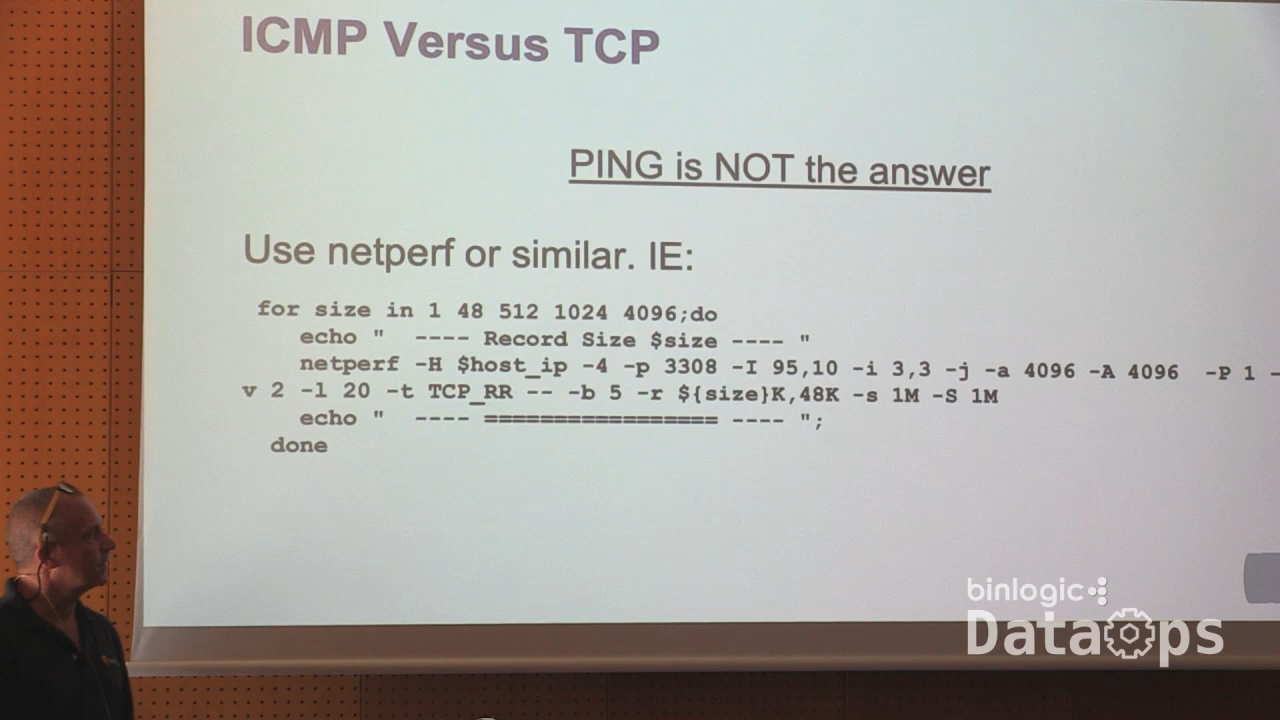 ICMP Versus TCP
PING is NOT the answer
Use netperf or similar. IE:
for size in 1 48 512 1024 4096;do
echo " ---- Record Size $size ---- "
netperf -H $host_ip -4 -p 3308 -I 95,10 -i 3,3 -j -a 4096 -A 4096 -P 1 -
v 2 -l 20 -t TCP_RR -- -b 5 -r ${size}K,48K -s 1M -S 1M
echo " ---- ================= ---- ";
done
binlogic
DataOps